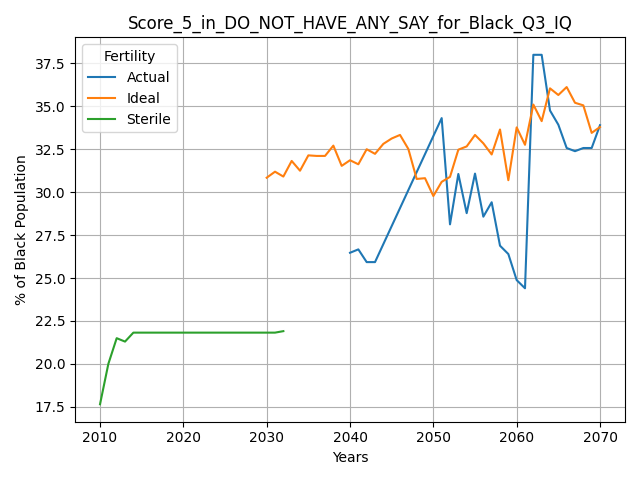 Score_5_in_DO_NOT_HAVE_ANY_SAY_for_Black_Q3_IQ
Fertility
Actual
Ideal
Sterile
% of Black Population
37.5
35.0
32.5
30.0
27.5
25.0
22.5
20.0
17.5
2010 2020 2030 2040 2050 2060 2070
Years